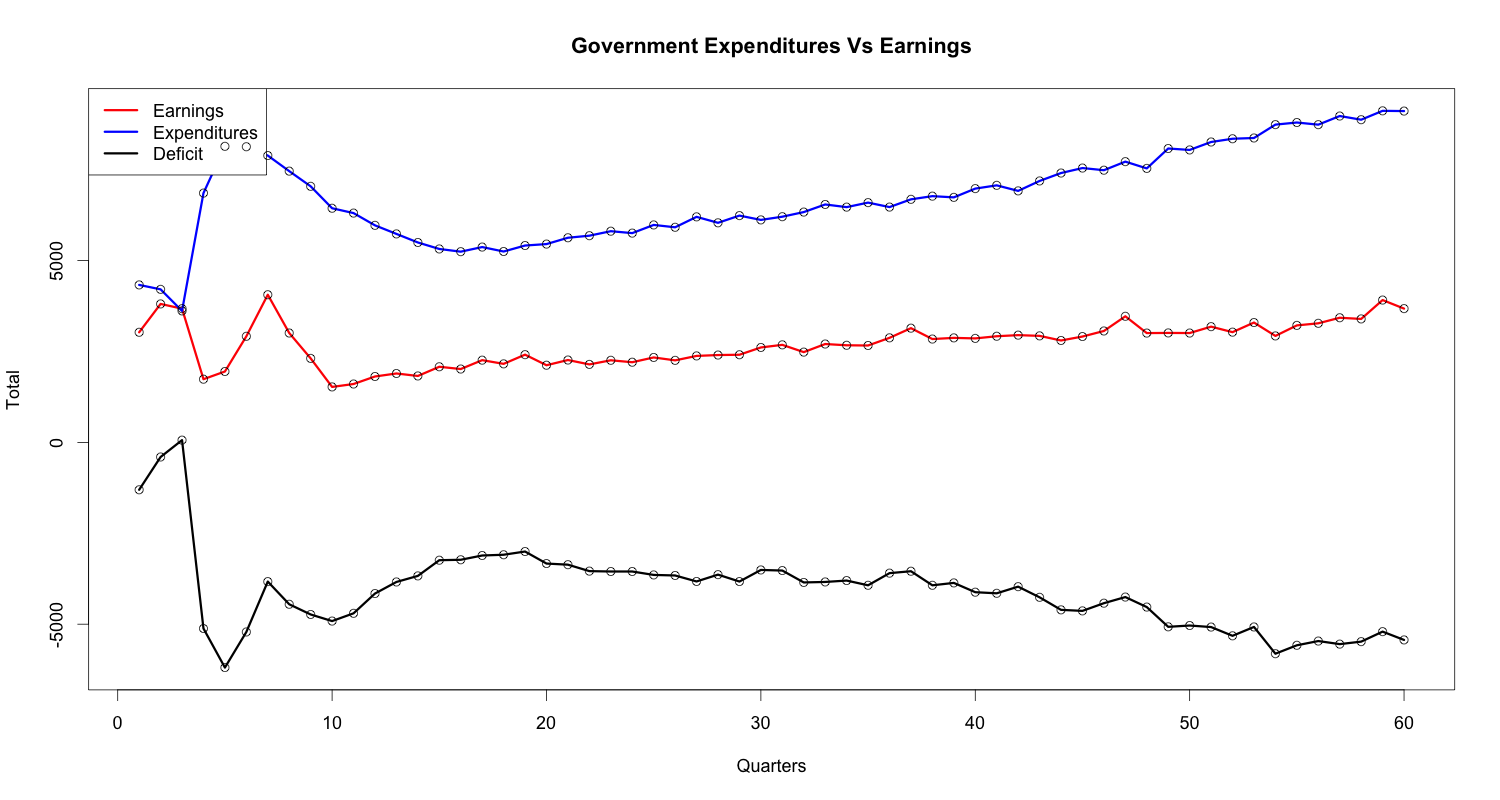 Government Expenditures Vs Earnings
Earnings
Expenditures
Deficit
Total
5000
0
-5000
0 10 20 30 40 50 60
Quarters